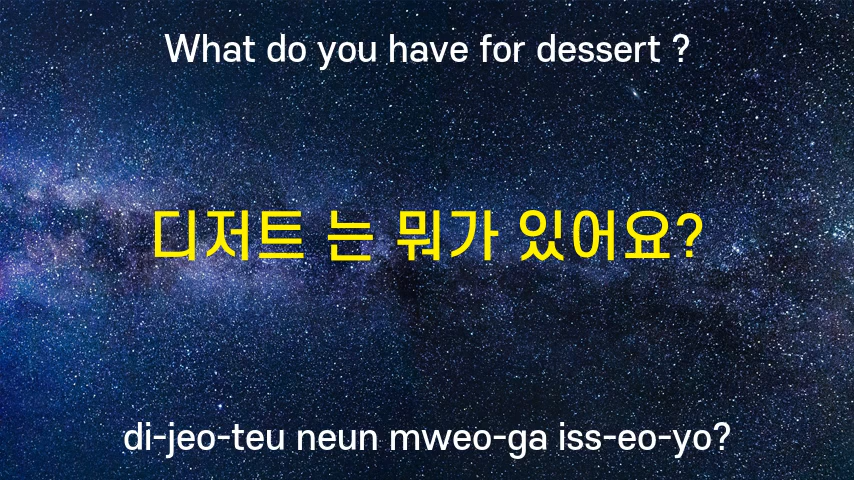 What do you have for dessert ?
디저트 는 뭐가 있어요?
di-jeo-teu neun mweo-ga iss-eo-yo?